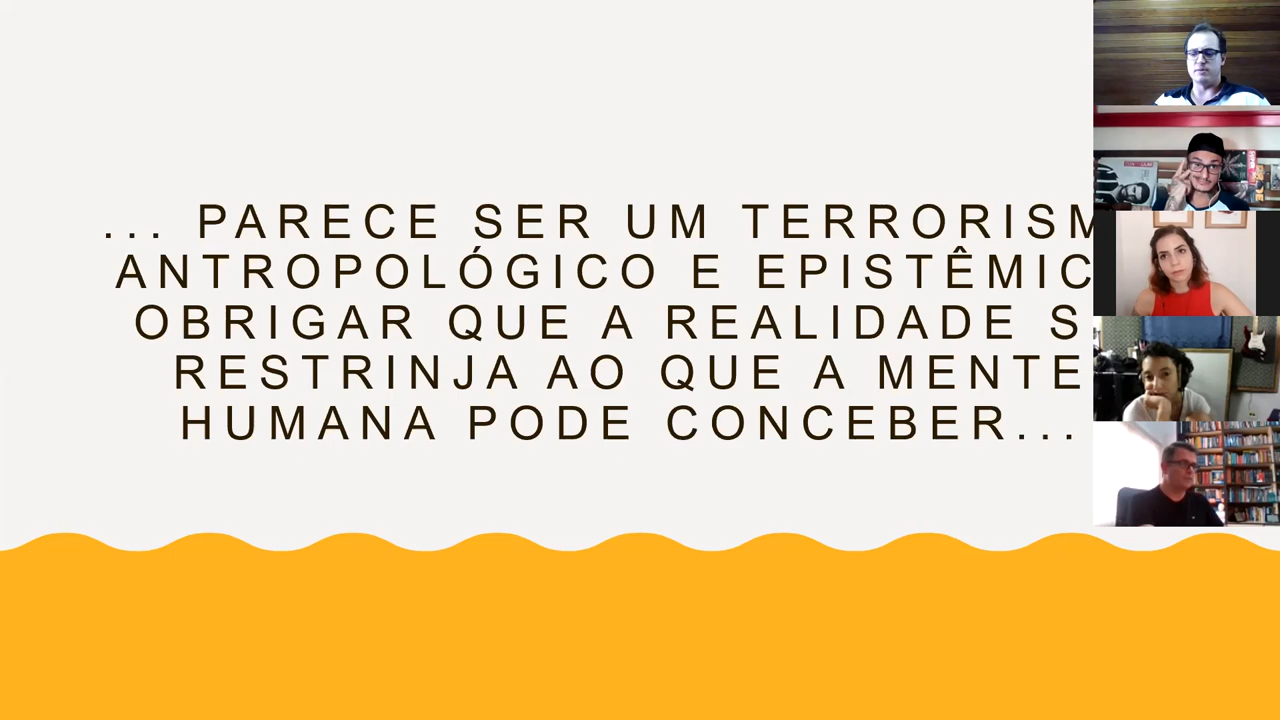 ... PARECE SER UM TERRORISM
ANTROPOLÓGICO E EPISTÊMIC
OBRIGAR QUE A REALIDADE S
RESTRINJA AO QUE A MENTE
HUMANA PODE CONCEBER...